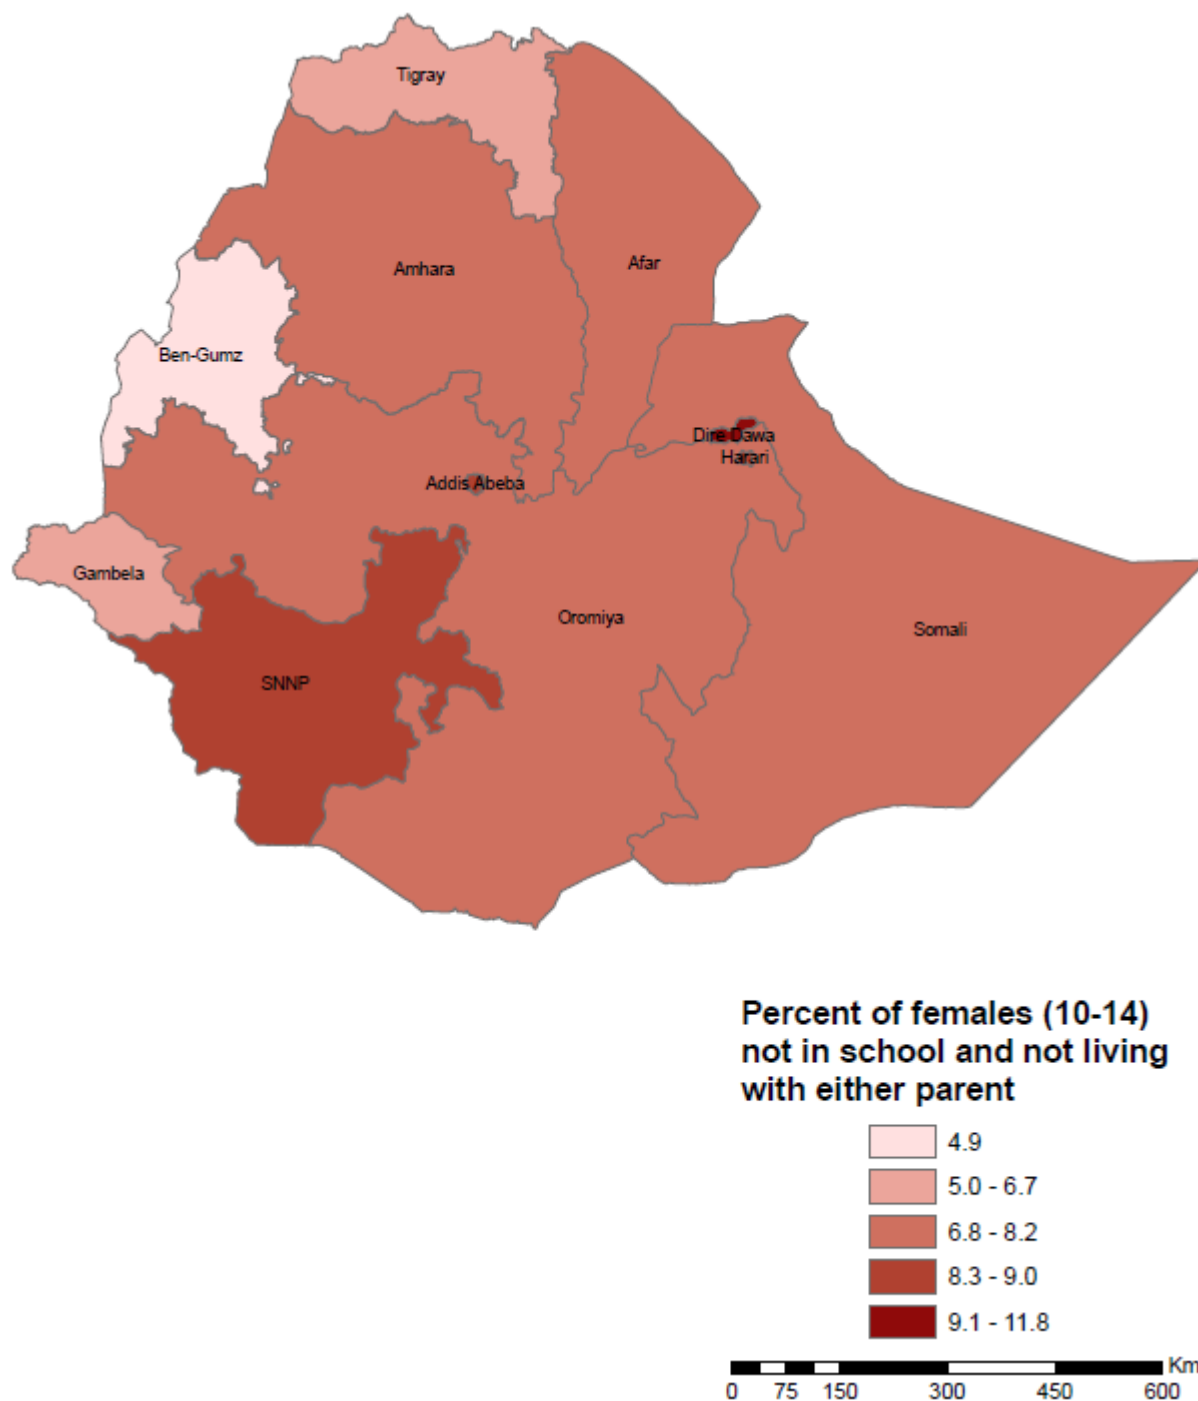 Tigray
Amhara
Afar
Ben-Gumz
Dire Dawa
Harari
Addis Abeba
Gambela
Oromiya
Somali
SNNP
Percent of females (10-14)
not in school and not living
with either parent
4.9
5.0 - 6.7
6.8 - 8.2
8.3 - 9.0
9.1 - 11.8
Km
0 75 150 300 450 600